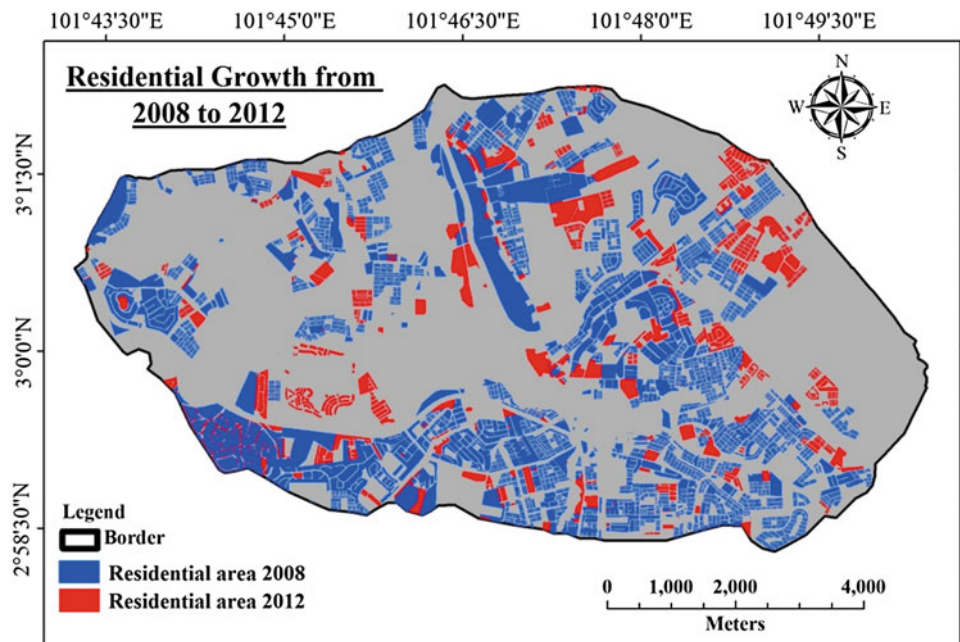 101°43'30"E 101°45'0"E 101°46'30"E 101°48'0"E 101°49'30"E
Residential Growth from
2008 to 2012
N
W E
S
3°1'30"N
3°0'0"N
2°58'30"N
Legend
Border
Residential area 2008
Residential area 2012
0 1,000 2,000 4,000
Meters